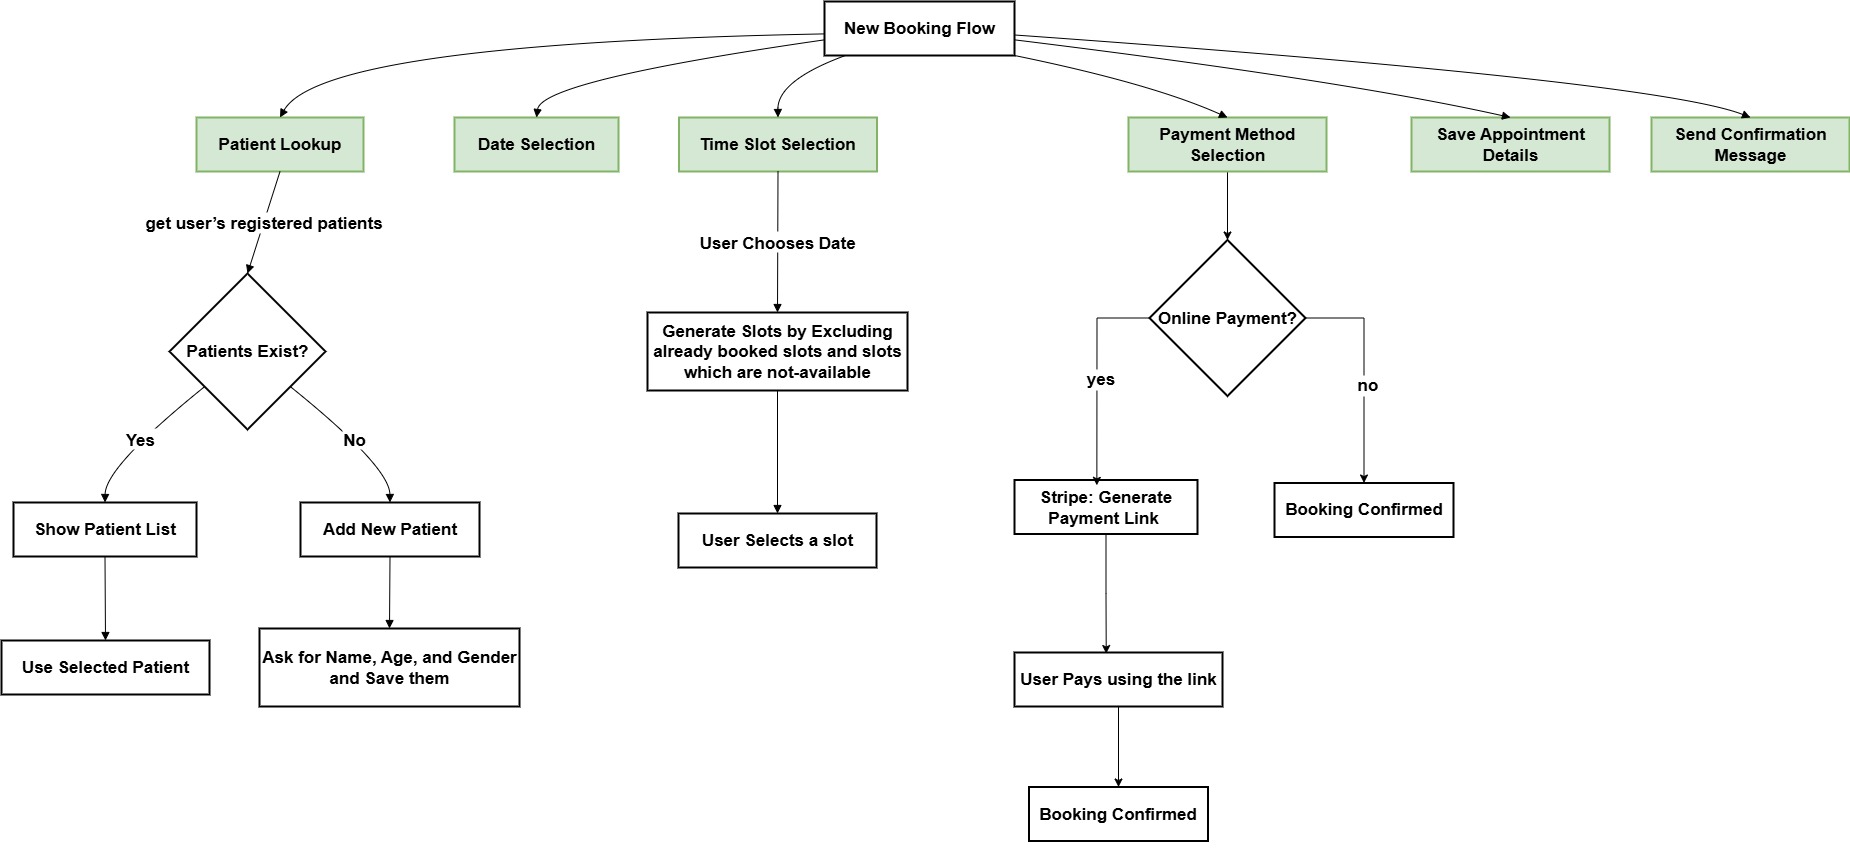 New Booking Flow
Patient Lookup
Date Selection
Time Slot Selection
Payment Method
Selection
Save Appointment
Details
Send Confirmation
Message
get user’s registered patients
User Chooses Date
Patients Exist?
Generate Slots by Excluding
already booked slots and slots
which are not-available
Online Payment?
yes
no
Yes
No
Show Patient List
Add New Patient
User Selects a slot
Stripe: Generate
Payment Link
Booking Confirmed
Use Selected Patient
Ask for Name, Age, and Gender
and Save them
User Pays using the link
Booking Confirmed